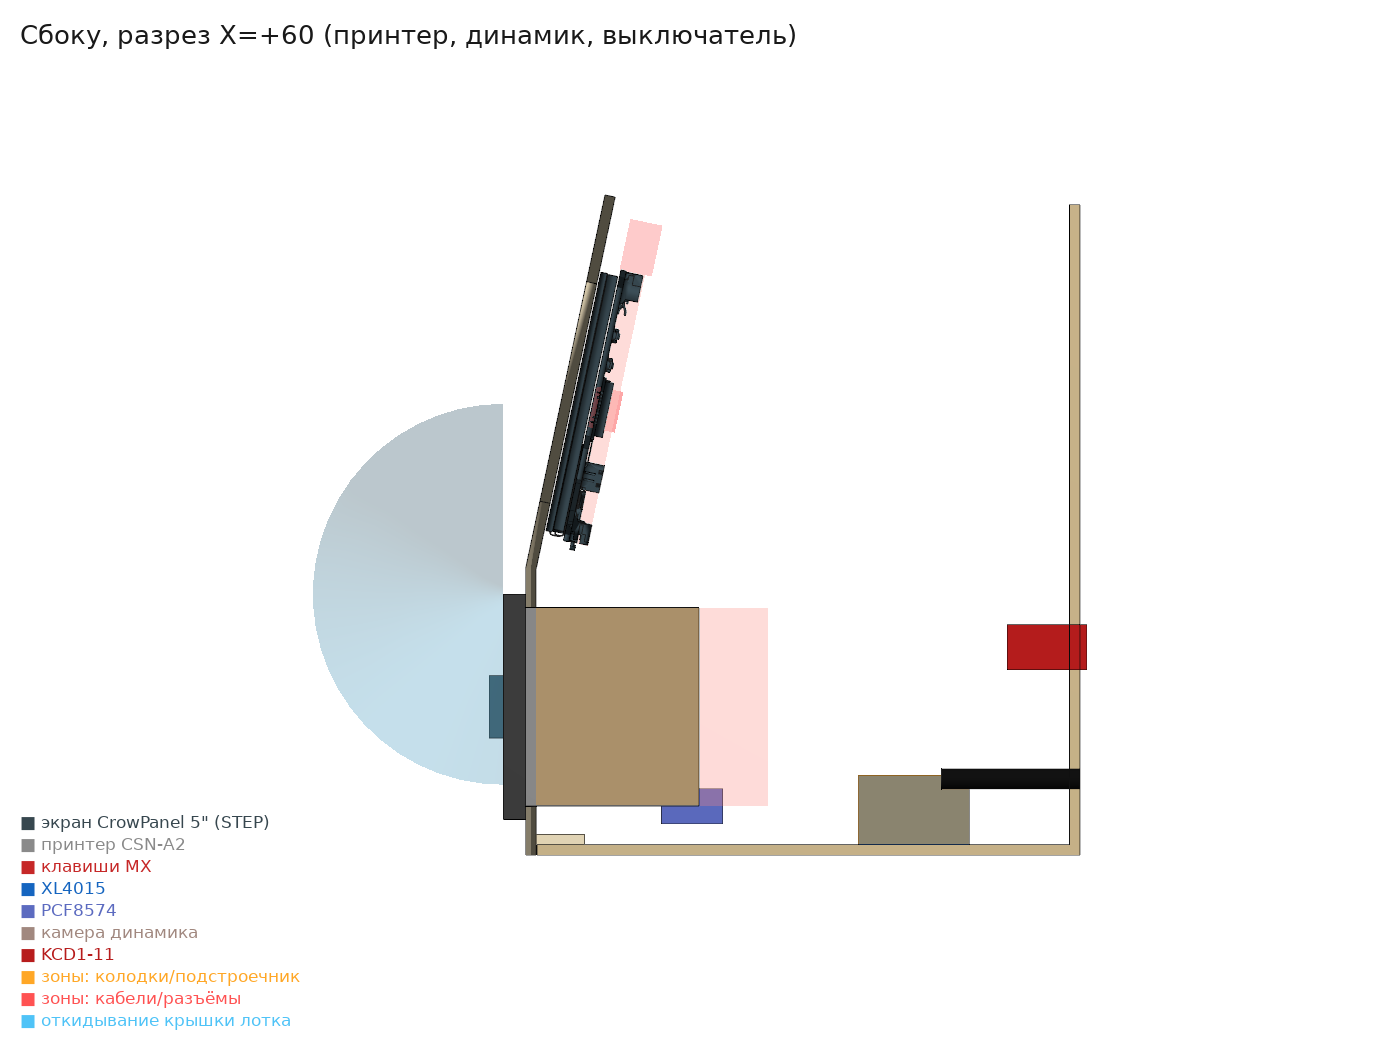 Сбоку, разрез X=+60 (принтер, динамик, выключатель)
экран CrowPanel 5" (STEP)
принтер CSN-A2
клавиши MX
XL4015
PCF8574
камера динамика
KCD1-11
зоны: колодки/подстроечник
зоны: кабели/разъёмы
откидывание крышки лотка